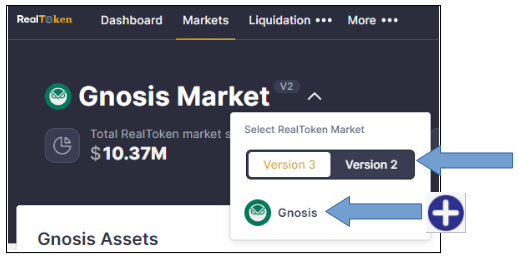 RealToken Dashboard Markets Liquidation ••• More •••
Gnosis Market V2
Select RealToken Market
Total RealToken market s
$10.37M
Version 3 Version 2
Gnosis
Gnosis Assets